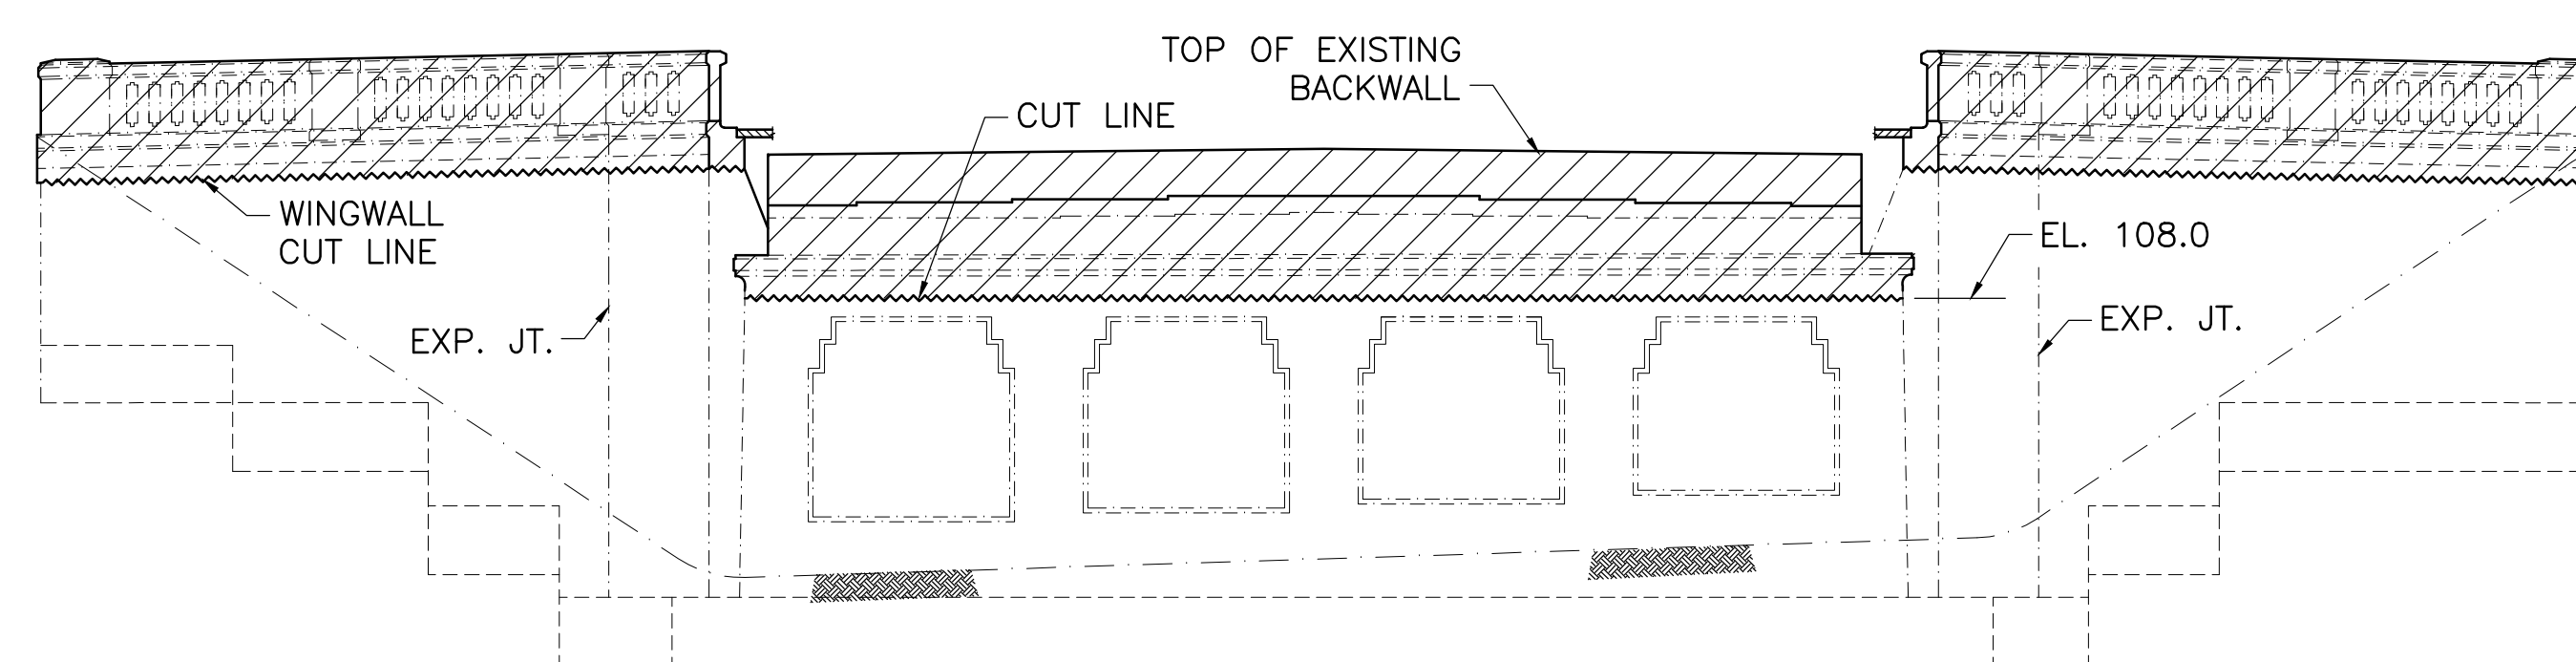 TOP OF EXISTING
BACKWALL
CUT LINE
WINGWALL
CUT LINE
EL. 108.0
EXP. JT.
EXP. JT.